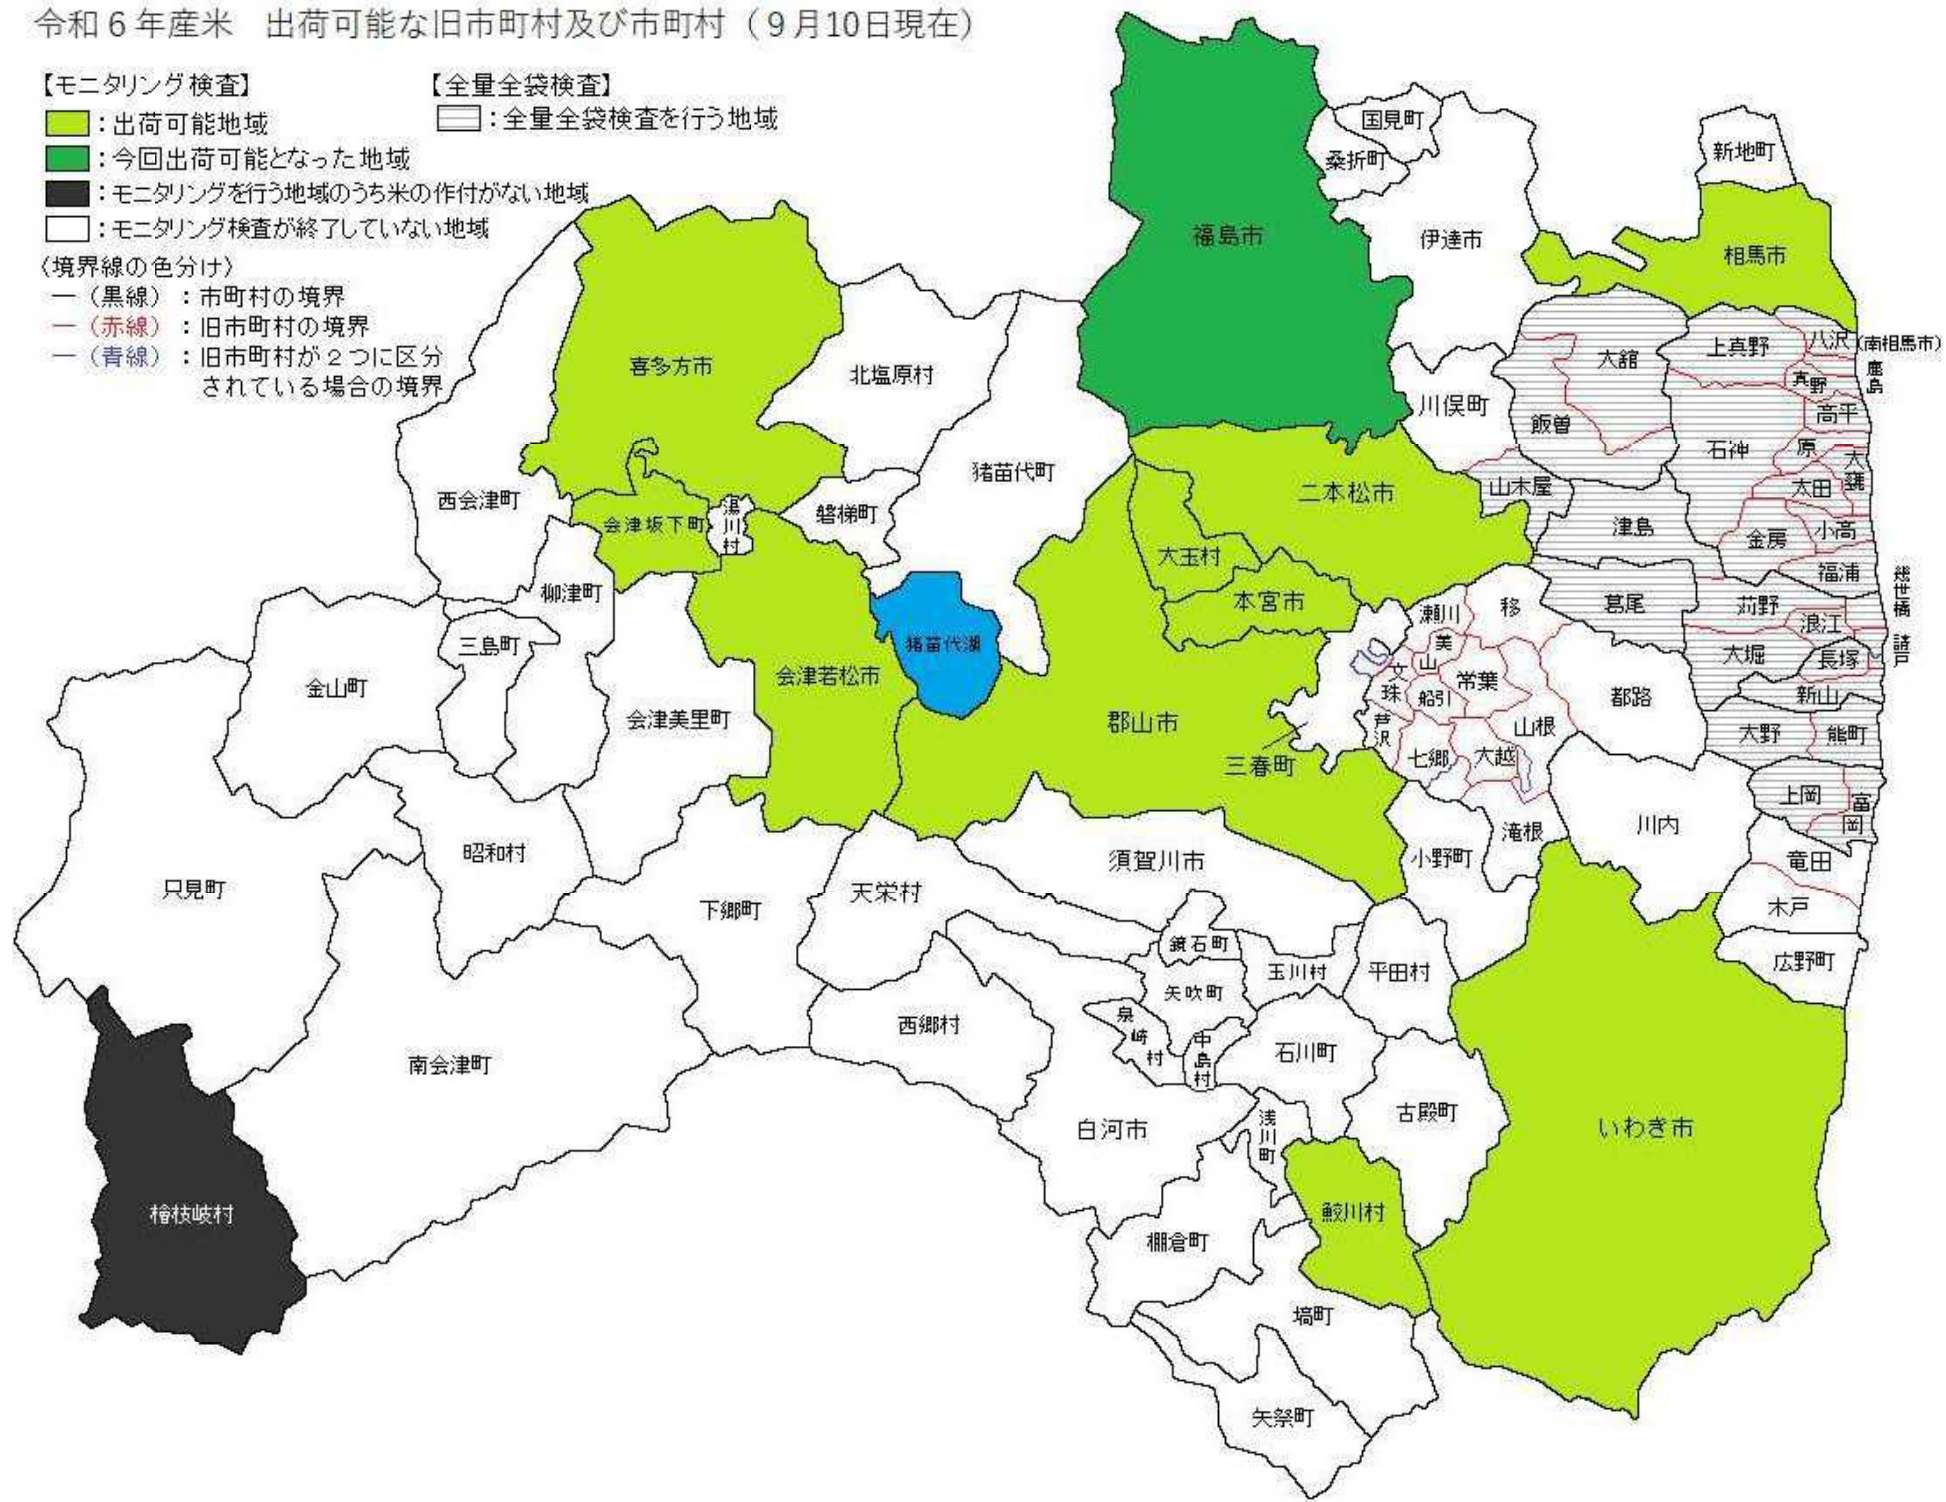 令和６年産米　出荷可能な旧市町村及び市町村（９月10日現在）
【モニタリング検査】
【全量全袋検査】
：出荷可能地域
：全量全袋検査を行う地域
：今回出荷可能となった地域
：モニタリングを行う地域のうち米の作付がない地域
：モニタリング検査が終了していない地域
〈境界線の色分け〉
ー（黒線）：市町村の境界
ー（赤線）：旧市町村の境界
ー（青線）：旧市町村が２つに区分
されている場合の境界
国見町
桑折町
新地町
福島市
伊達市
相馬市
喜多方市
北塩原村
川俣町
大舘
飯曽
上真野
八沢
(南相馬市)
鹿島
真野
高平
石神
原
大甕
太田
西会津町
猪苗代町
二本松市
山木屋
会津坂下町
湯川村
磐梯町
津島
金房
小高
大玉村
福浦
幾世橋
柳津町
本宮市
瀬川
移
葛尾
苅野
浪江
請戸
三島町
猪苗代湖
美山
大堀
長塚
金山町
会津若松市
文珠
船引
常葉
都路
新山
会津美里町
郡山市
芦沢
山根
大野
熊町
三春町
七郷
大越
上岡
富岡
昭和村
須賀川市
小野町
滝根
川内
竜田
只見町
下郷町
天栄村
木戸
鏡石町
玉川村
平田村
広野町
矢吹町
西郷村
泉崎村
中島村
石川町
南会津町
白河市
浅川町
古殿町
いわき市
檜枝岐村
鮫川村
棚倉町
塙町
矢祭町